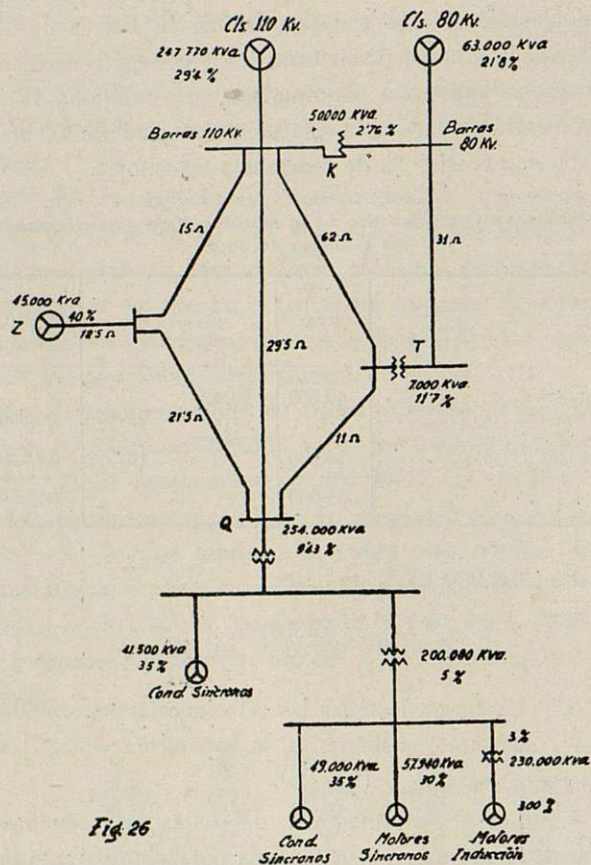 Cls. 110 Kv.
Cls. 80 Kv.
247.770 Kva
29'4 %
63.000 Kva
21'8 %
50000 Kva.
2'76 %
Barras 110 Kv.
K
Barras
80 Kv.
15 Ω
62 Ω
31 Ω
45.000 Kva
40 %
Z
18'5 Ω
29'5 Ω
T
7.000 Kva.
11'7 %
21'5 Ω
11 Ω
Q
254.000 Kva
9'63 %
41.500 Kva
35 %
Cond Sincronos
200.000 Kva.
5 %
3 %
49.000 Kva
35 %
57.940 Kva
30 %
230.000 Kva
300 %
Cond.
Sincronos
Motores
Sincronos
Motores
Inducción
Fig. 26